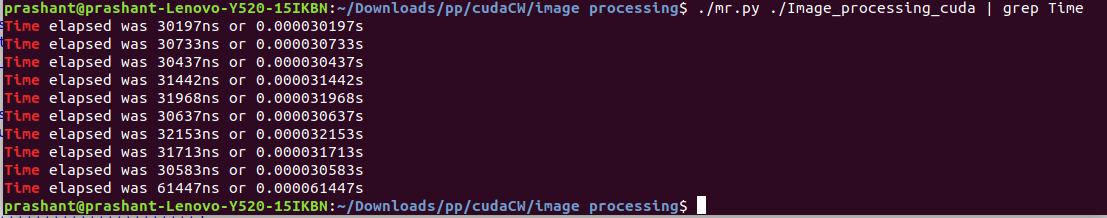 prashant@prashant-Lenovo-Y520-15IKBN:~/Downloads/pp/cudaCW/image processing$ ./mr.py ./Image_processing_cuda | grep Time
Time elapsed was 30197ns or 0.000030197s
Time elapsed was 30733ns or 0.000030733s
Time elapsed was 30437ns or 0.000030437s
Time elapsed was 31442ns or 0.000031442s
Time elapsed was 31968ns or 0.000031968s
Time elapsed was 30637ns or 0.000030637s
Time elapsed was 32153ns or 0.000032153s
Time elapsed was 31713ns or 0.000031713s
Time elapsed was 30583ns or 0.000030583s
Time elapsed was 61447ns or 0.000061447s
prashant@prashant-Lenovo-Y520-15IKBN:~/Downloads/pp/cudaCW/image processing$